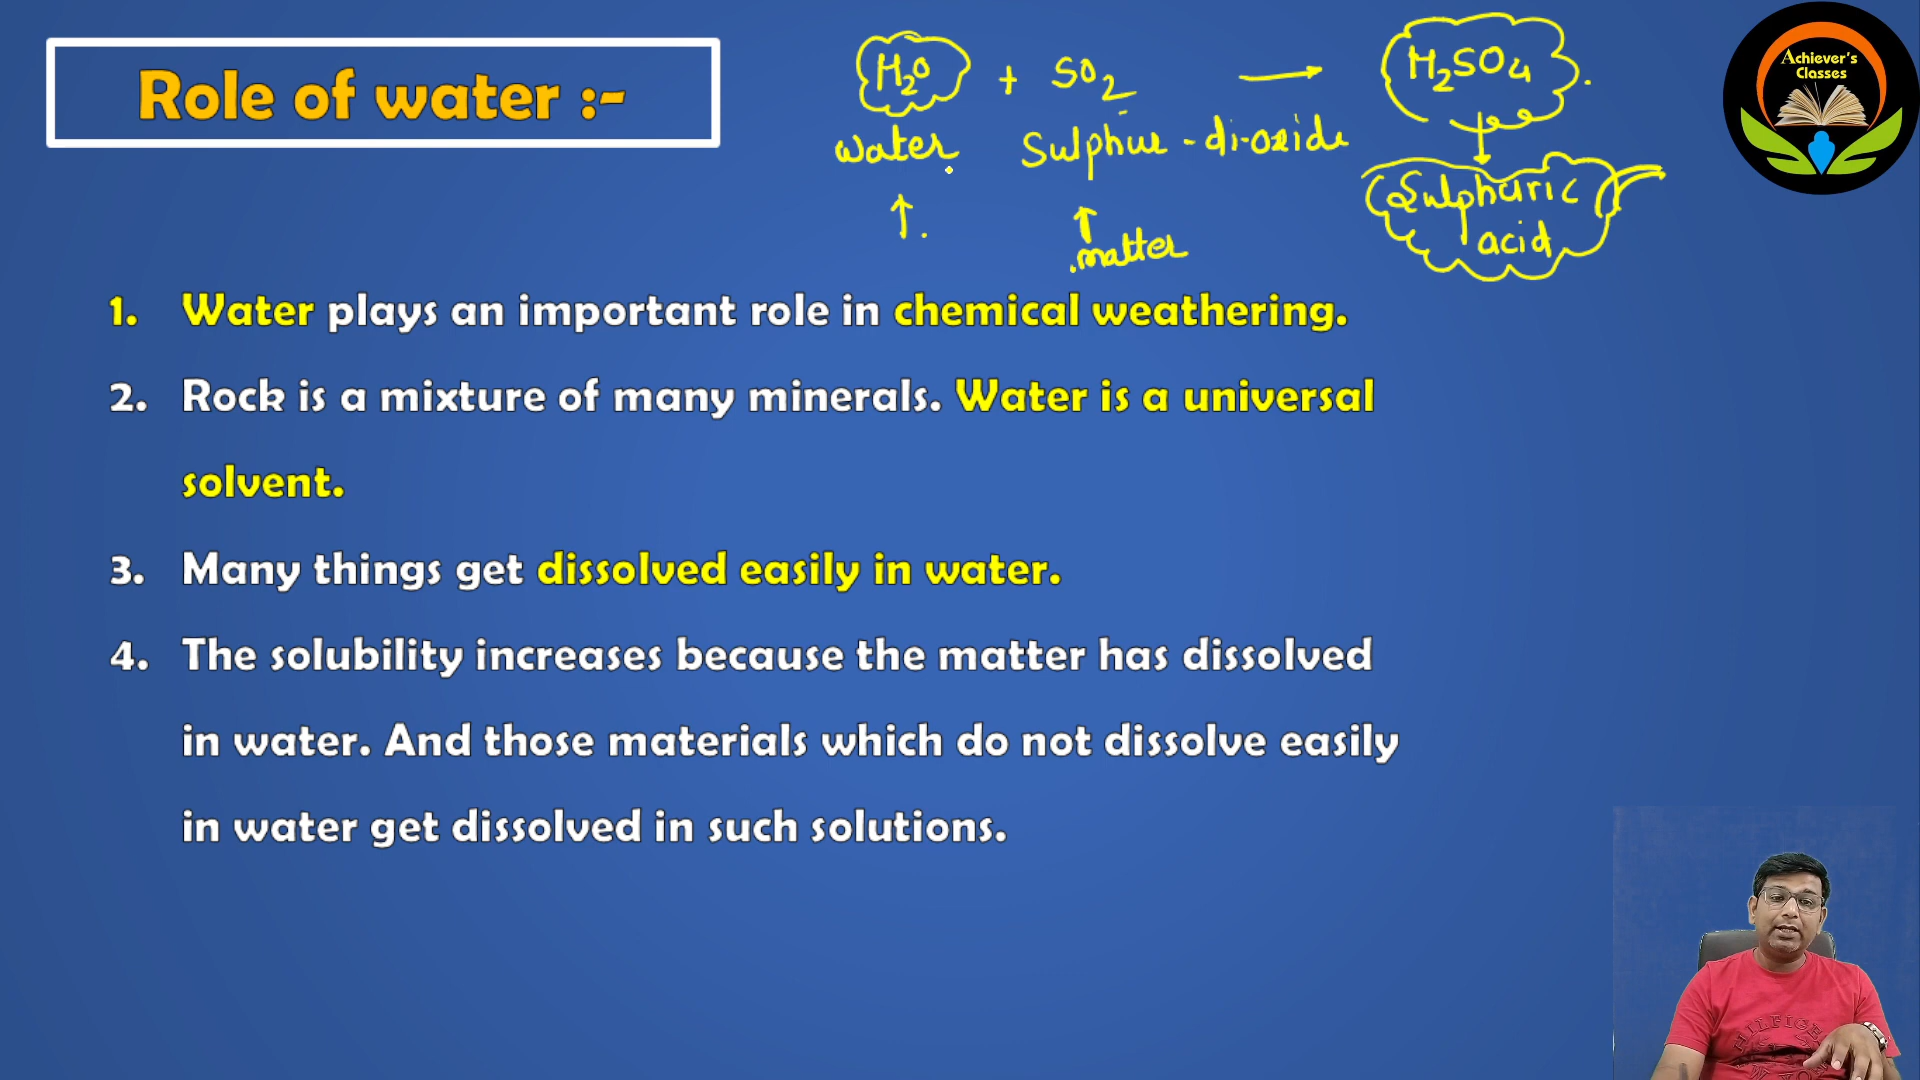 Role of water :-
H₂O + SO₂ → H₂SO₄.
water Sulphur - di-oxide
Sulphuric
acid
matter
Achiever's
Classes
1. Water plays an important role in chemical weathering.
2. Rock is a mixture of many minerals. Water is a universal
solvent.
3. Many things get dissolved easily in water.
4. The solubility increases because the matter has dissolved
in water. And those materials which do not dissolve easily
in water get dissolved in such solutions.